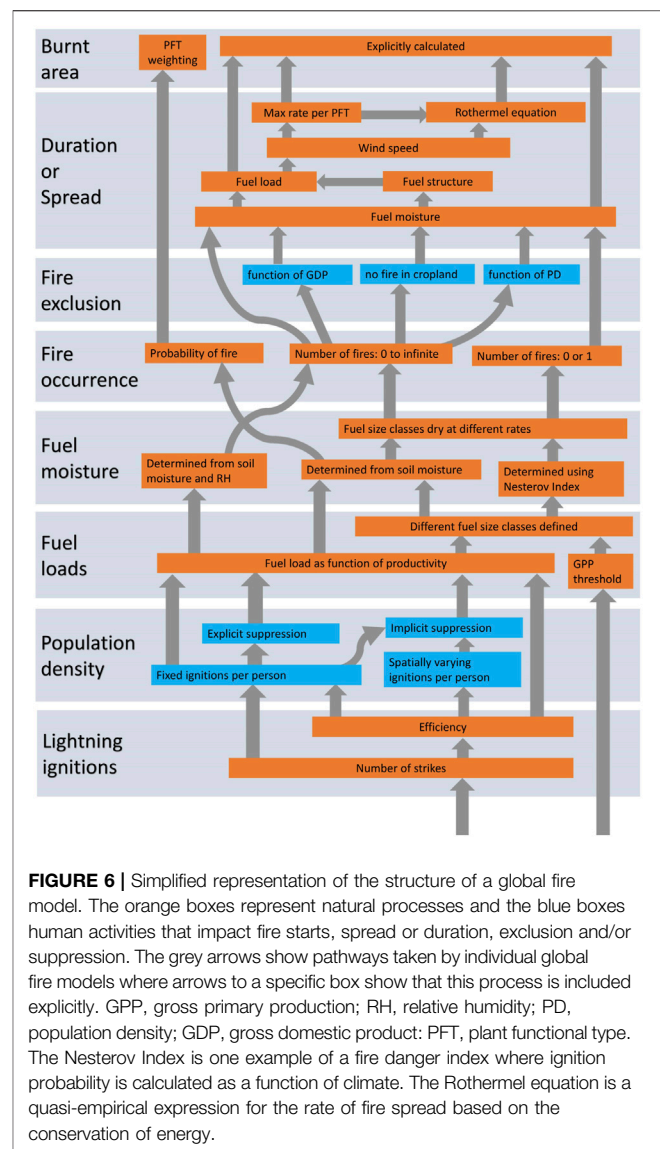 Burnt
area
PFT
weighting
Explicitly calculated
Duration
or
Spread
Max rate per PFT
Rothermel equation
Wind speed
Fuel load
Fuel structure
Fuel moisture
Fire
exclusion
function of GDP
no fire in cropland
function of PD
Fire
occurrence
Probability of fire
Number of fires: 0 to infinite
Number of fires: 0 or 1
Fuel
moisture
Fuel size classes dry at different rates
Determined from soil
moisture and RH
Determined from soil moisture
Determined using
Nesterov Index
Fuel
loads
Different fuel size classes defined
Fuel load as function of productivity
GPP
threshold
Population
density
Explicit suppression
Implicit suppression
Fixed ignitions per person
Spatially varying
ignitions per person
Lightning
ignitions
Efficiency
Number of strikes
FIGURE 6 | Simplified representation of the structure of a global fire
model. The orange boxes represent natural processes and the blue boxes
human activities that impact fire starts, spread or duration, exclusion and/or
suppression. The grey arrows show pathways taken by individual global
fire models where arrows to a specific box show that this process is included
explicitly. GPP, gross primary production; RH, relative humidity; PD,
population density; GDP, gross domestic product: PFT, plant functional type.
The Nesterov Index is one example of a fire danger index where ignition
probability is calculated as a function of climate. The Rothermel equation is a
quasi-empirical expression for the rate of fire spread based on the
conservation of energy.